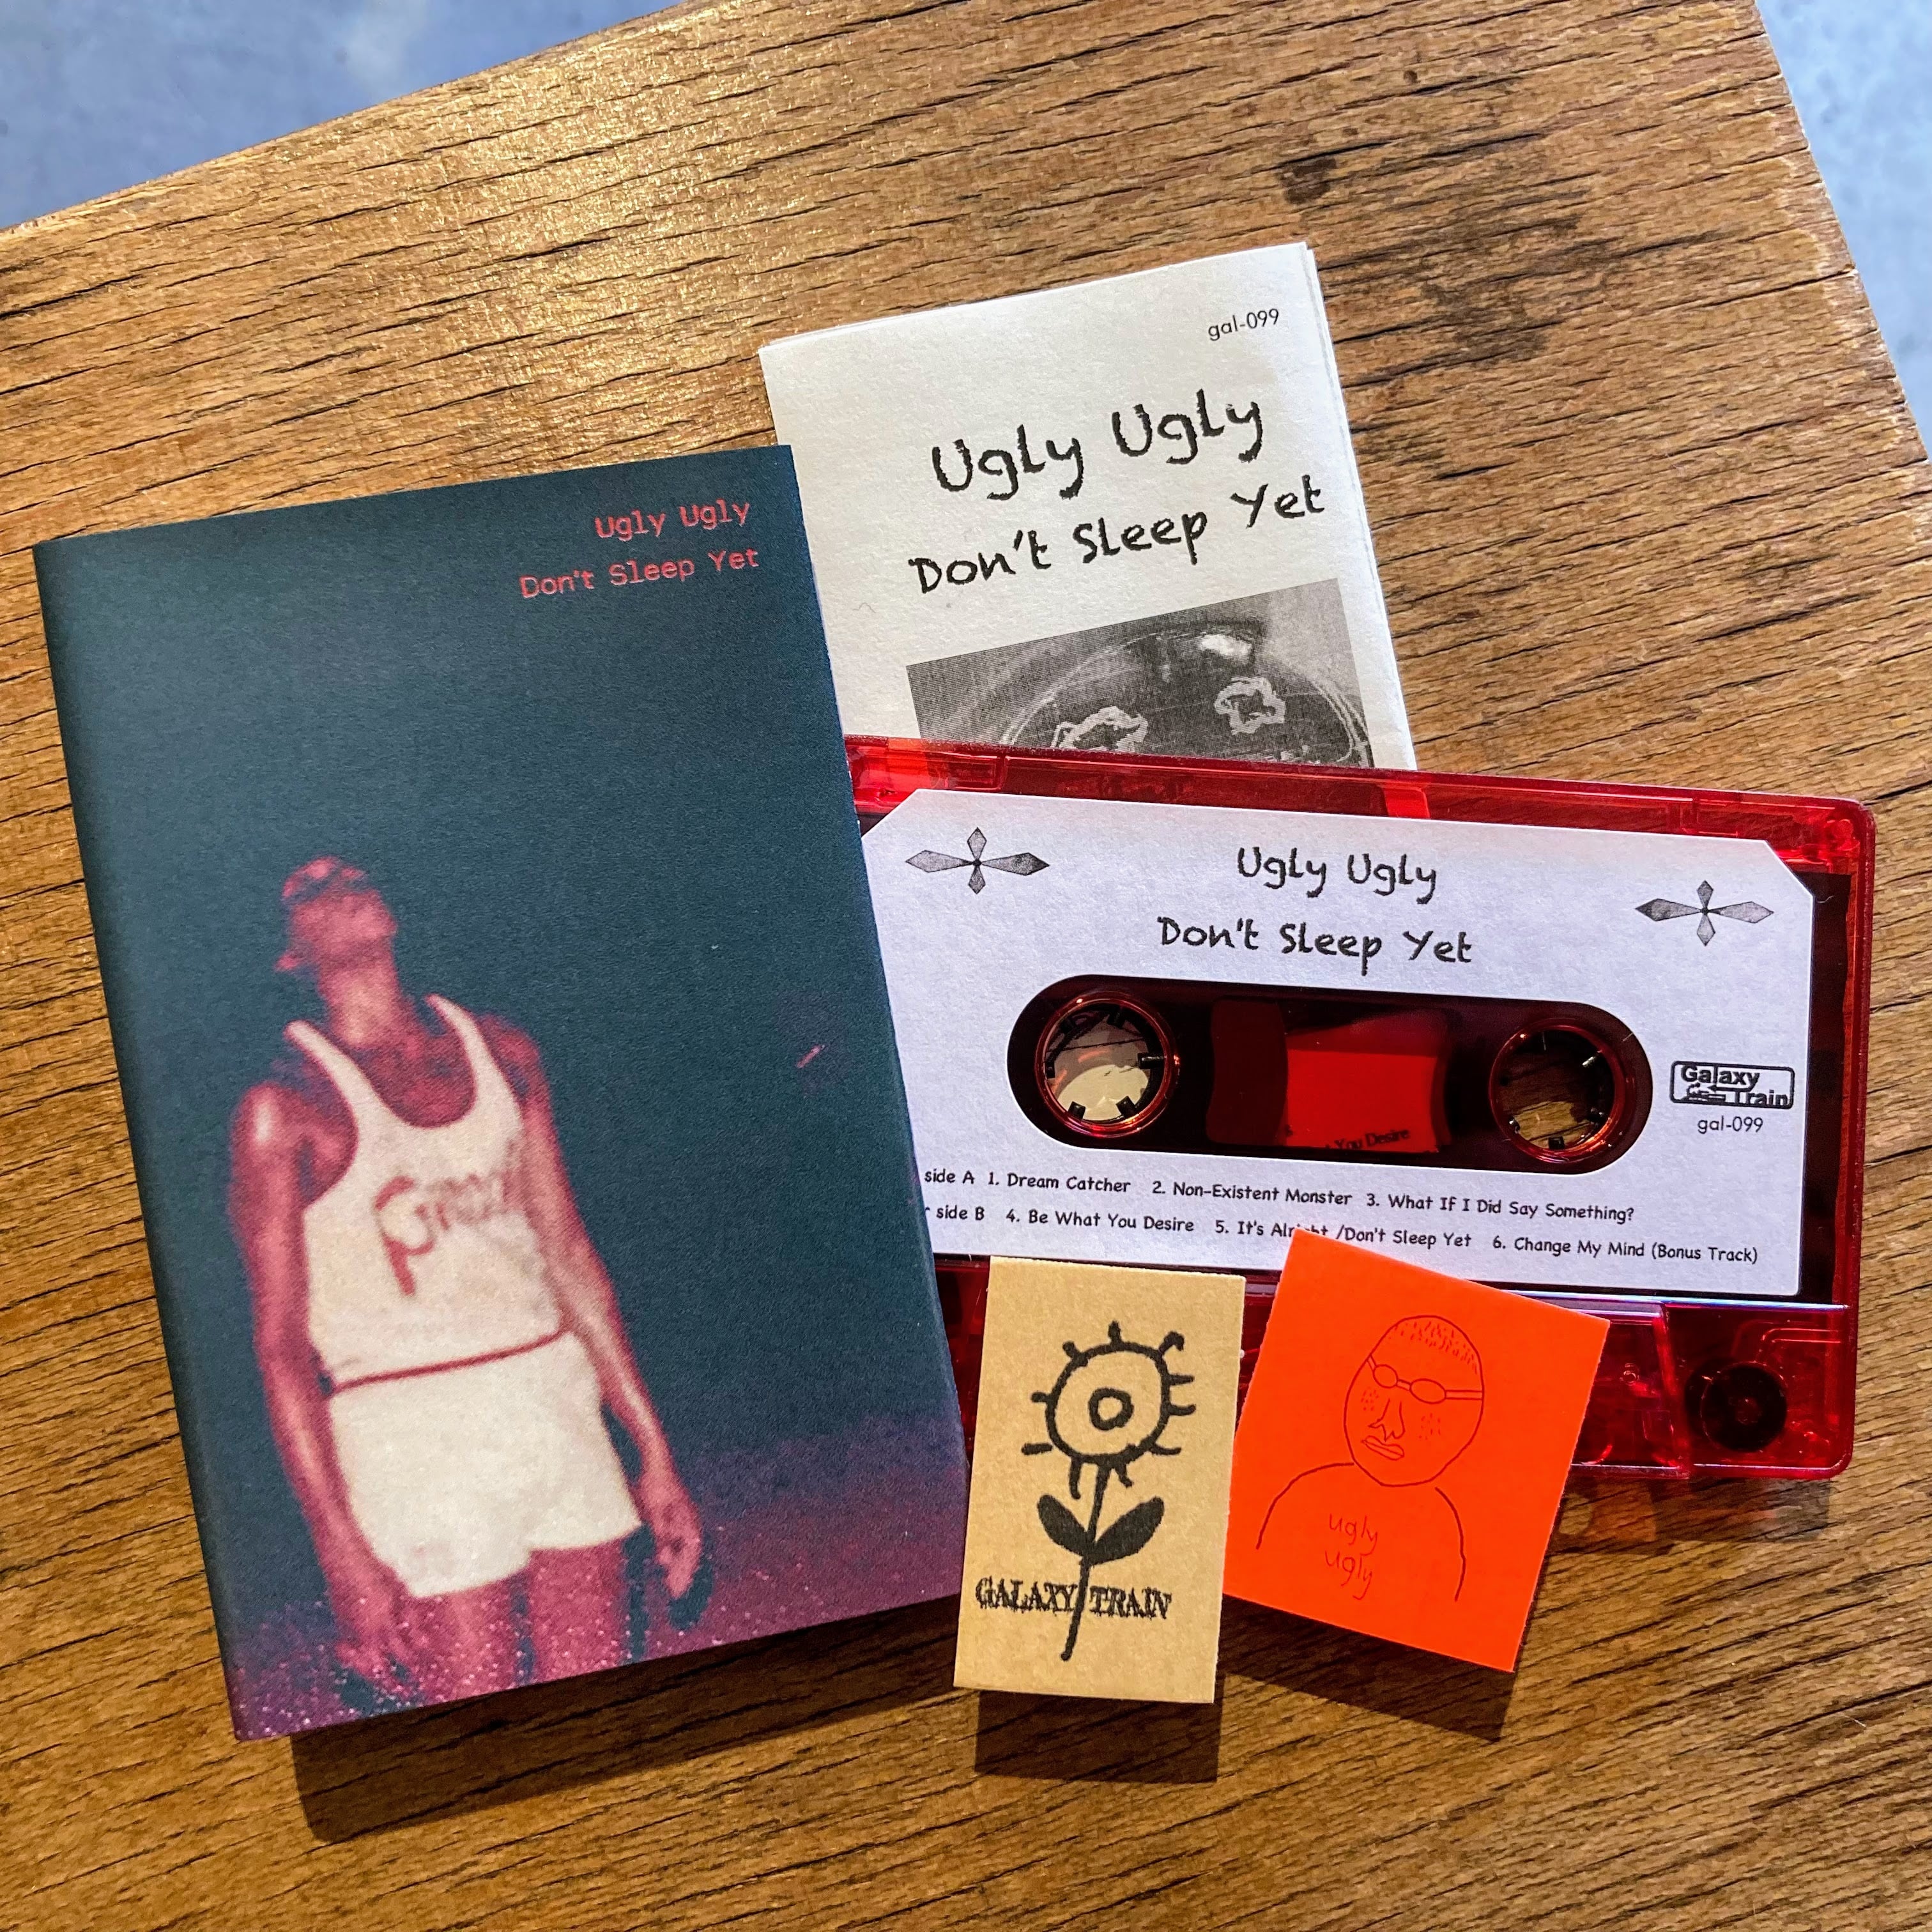 gal-099
Ugly Ugly
Don't Sleep Yet
Ugly Ugly
Don't Sleep Yet
Ugly Ugly
Don't Sleep Yet
Galaxy
Train
gal-099
You Desire
side A 1. Dream Catcher 2. Non-Existent Monster 3. What If I Did Say Something?
side B 4. Be What You Desire 5. It's /Don't Sleep Yet 6. Change My Mind (Bonus Track)
GALAXY TRAIN
ugly
ugly